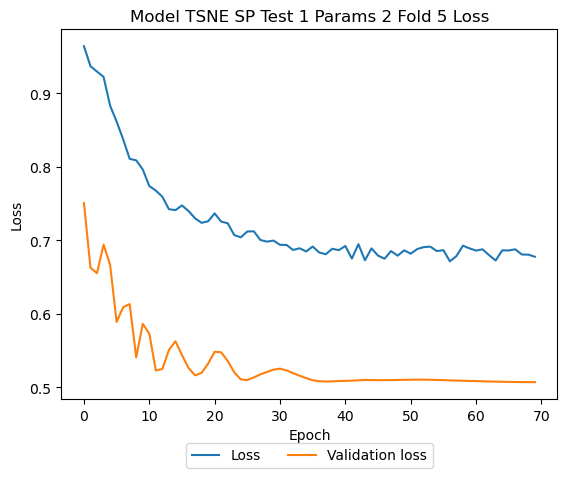 Model TSNE SP Test 1 Params 2 Fold 5 Loss
0.9
0.8
0.7
0.6
0.5
Loss
0 10 20 30 40 50 60 70
Epoch
Loss Validation loss